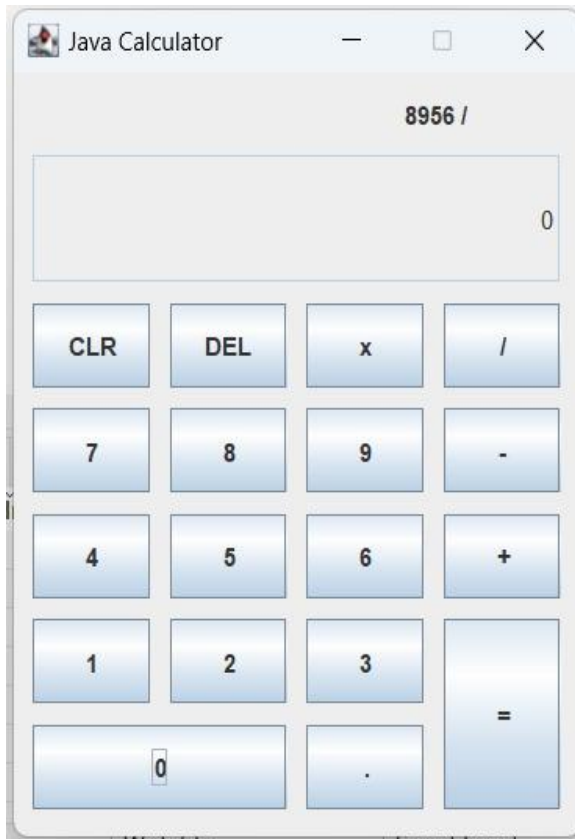 Java Calculator
8956 /
0
CLR DEL x /
7 8 9 -
4 5 6 +
1 2 3
=
0 .